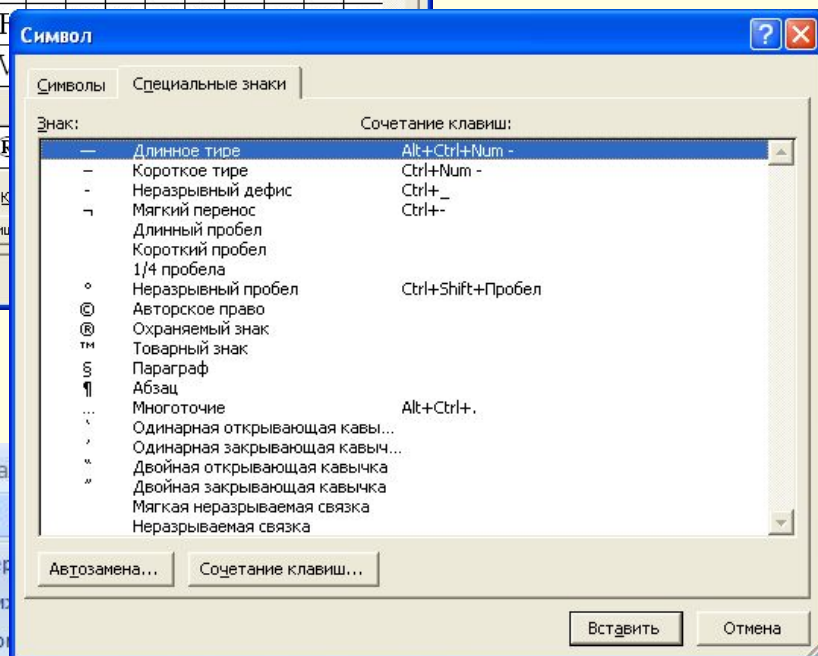 Символ
Символы Специальные знаки
Знак: Сочетание клавиш:
— Длинное тире Alt+Ctrl+Num -
– Короткое тире Ctrl+Num -
- Неразрывный дефис Ctrl+_
¬ Мягкий перенос Ctrl+-
Длинный пробел
Короткий пробел
1/4 пробела
° Неразрывный пробел Ctrl+Shift+Пробел
© Авторское право
® Охраняемый знак
™ Товарный знак
§ Параграф
¶ Абзац
... Многоточие Alt+Ctrl+.
‛ Одинарная открывающая кавы...
’ Одинарная закрывающая кавыч...
“ Двойная открывающая кавычка
” Двойная закрывающая кавычка
Мягкая неразрываемая связка
Неразрываемая связка
Автозамена... Сочетание клавиш...
Вставить Отмена